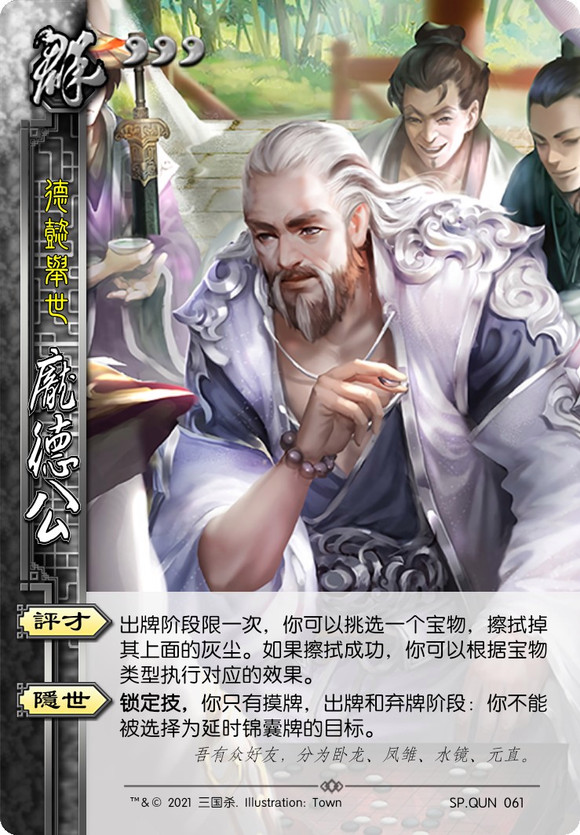 群
德懿舉世
龐德公
評才
出牌阶段限一次，你可以挑选一个宝物，擦拭掉
其上面的灰尘。如果擦拭成功，你可以根据宝物
类型执行对应的效果。
隱世
锁定技，你只有摸牌，出牌和弃牌阶段：你不能
被选择为延时锦囊牌的目标。
吾有众好友，分为卧龙、凤雏、水镜、元直。
™&© 2021 三国杀. Illustration: Town
SP.QUN 061